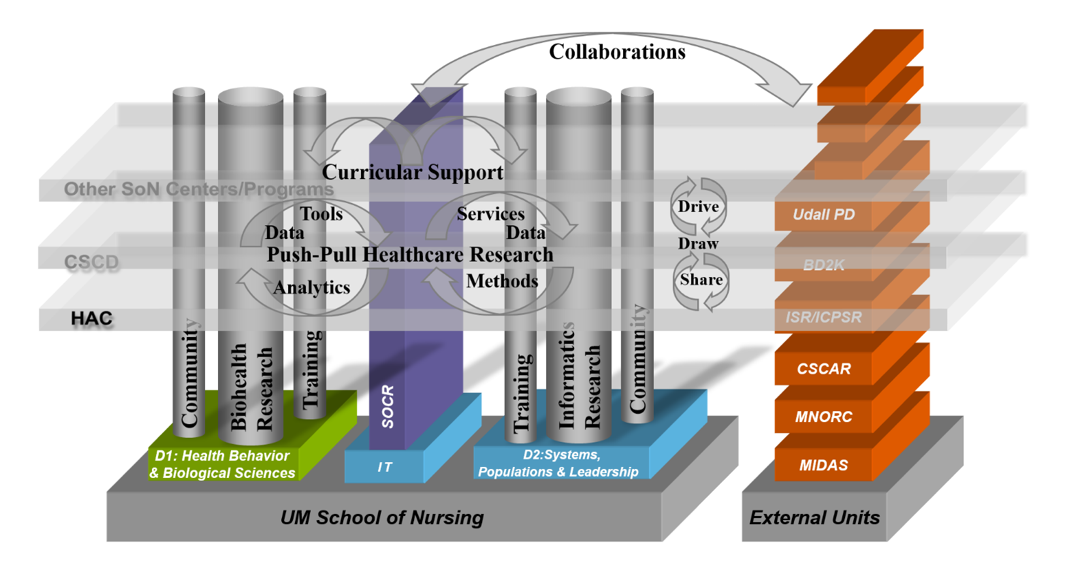 Collaborations
Curricular Support
Other SoN Centers/Programs
Tools
Services
Data
Data
Push-Pull Healthcare Research
CSCD
Analytics
Methods
HAC
Drive
Draw
Share
Community
Biohealth
Research
Training
SOCR
Training
Informatics
Research
Community
D1: Health Behavior
& Biological Sciences
IT
D2:Systems,
Populations & Leadership
UM School of Nursing
Udall PD
BD2K
ISR/ICPSR
CSCAR
MNORC
MIDAS
External Units